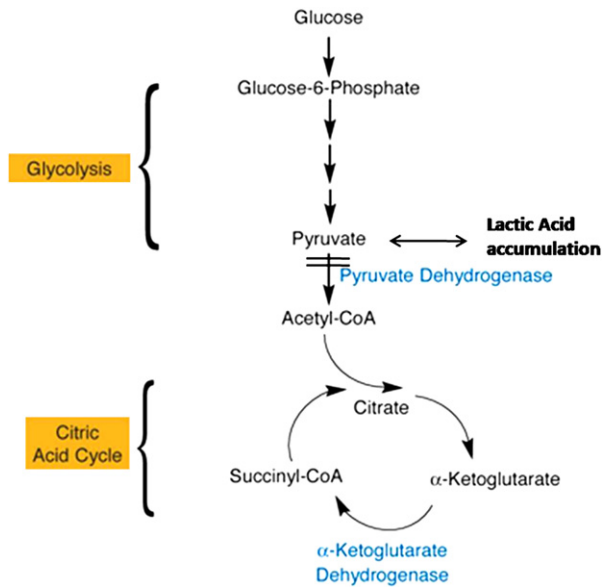 Glucose
Glucose-6-Phosphate
Glycolysis
Pyruvate
Lactic Acid
accumulation
Pyruvate Dehydrogenase
Acetyl-CoA
Citrate
Citric
Acid Cycle
Succinyl-CoA
α-Ketoglutarate
α-Ketoglutarate
Dehydrogenase